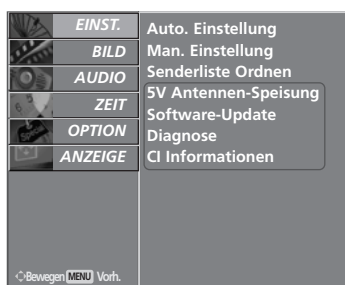 EINST.
BILD
AUDIO
ZEIT
OPTION
ANZEIGE
Auto. Einstellung
Man. Einstellung
Senderliste Ordnen
5V Antennen-Speisung
Software-Update
Diagnose
CI Informationen
Bewegen MENU Vorh.